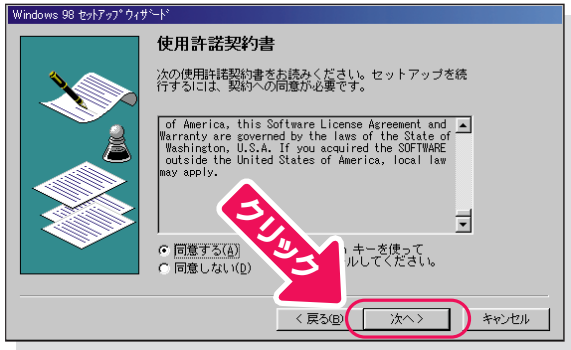 Windows 98 セットアップ ウィザード
使用許諾契約書
次の使用許諾契約書をお読みください。セットアップを続
行するには、契約への同意が必要です。
of America, this Software License Agreement and
Warranty are governed by the laws of the State of
Washington, U.S.A. If you acquired the SOFTWARE
outside the United States of America, local law
may apply.
クリック
同意する(A)
キーを使って
同意しない(D)
ルしてください。
< 戻る(B)
次へ >
キャンセル